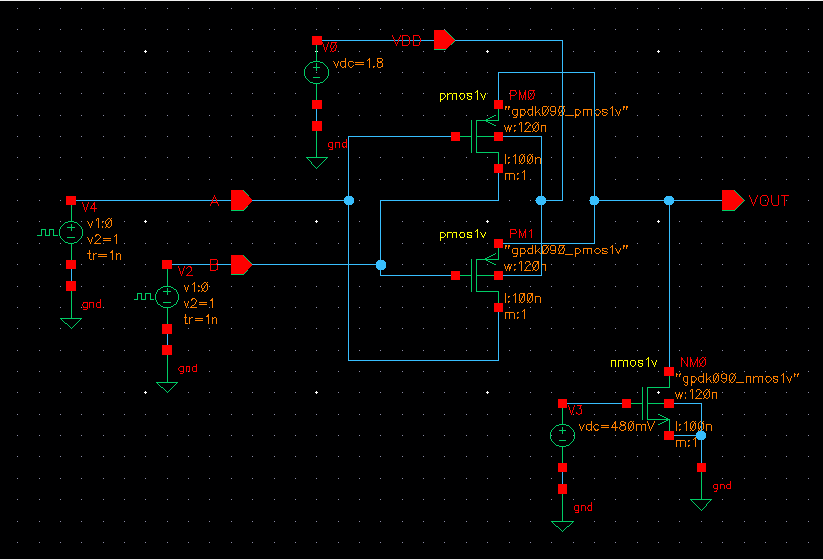 VDD
V0
vdc=1.8
gnd
pmos1v
PM0
"gpdk090_pmos1v"
w:120n
l:100n
m:1
A
VOUT
V4
v1:0
v2=1
tr=1n
gnd
pmos1v
PM1
"gpdk090_pmos1v"
w:120n
l:100n
m:1
B
V2
v1:0
v2:1
tr=1n
gnd
nmos1v
NM0
"gpdk090_nmos1v"
w:120n
l:100n
m:1
V3
vdc=480mV
gnd
gnd